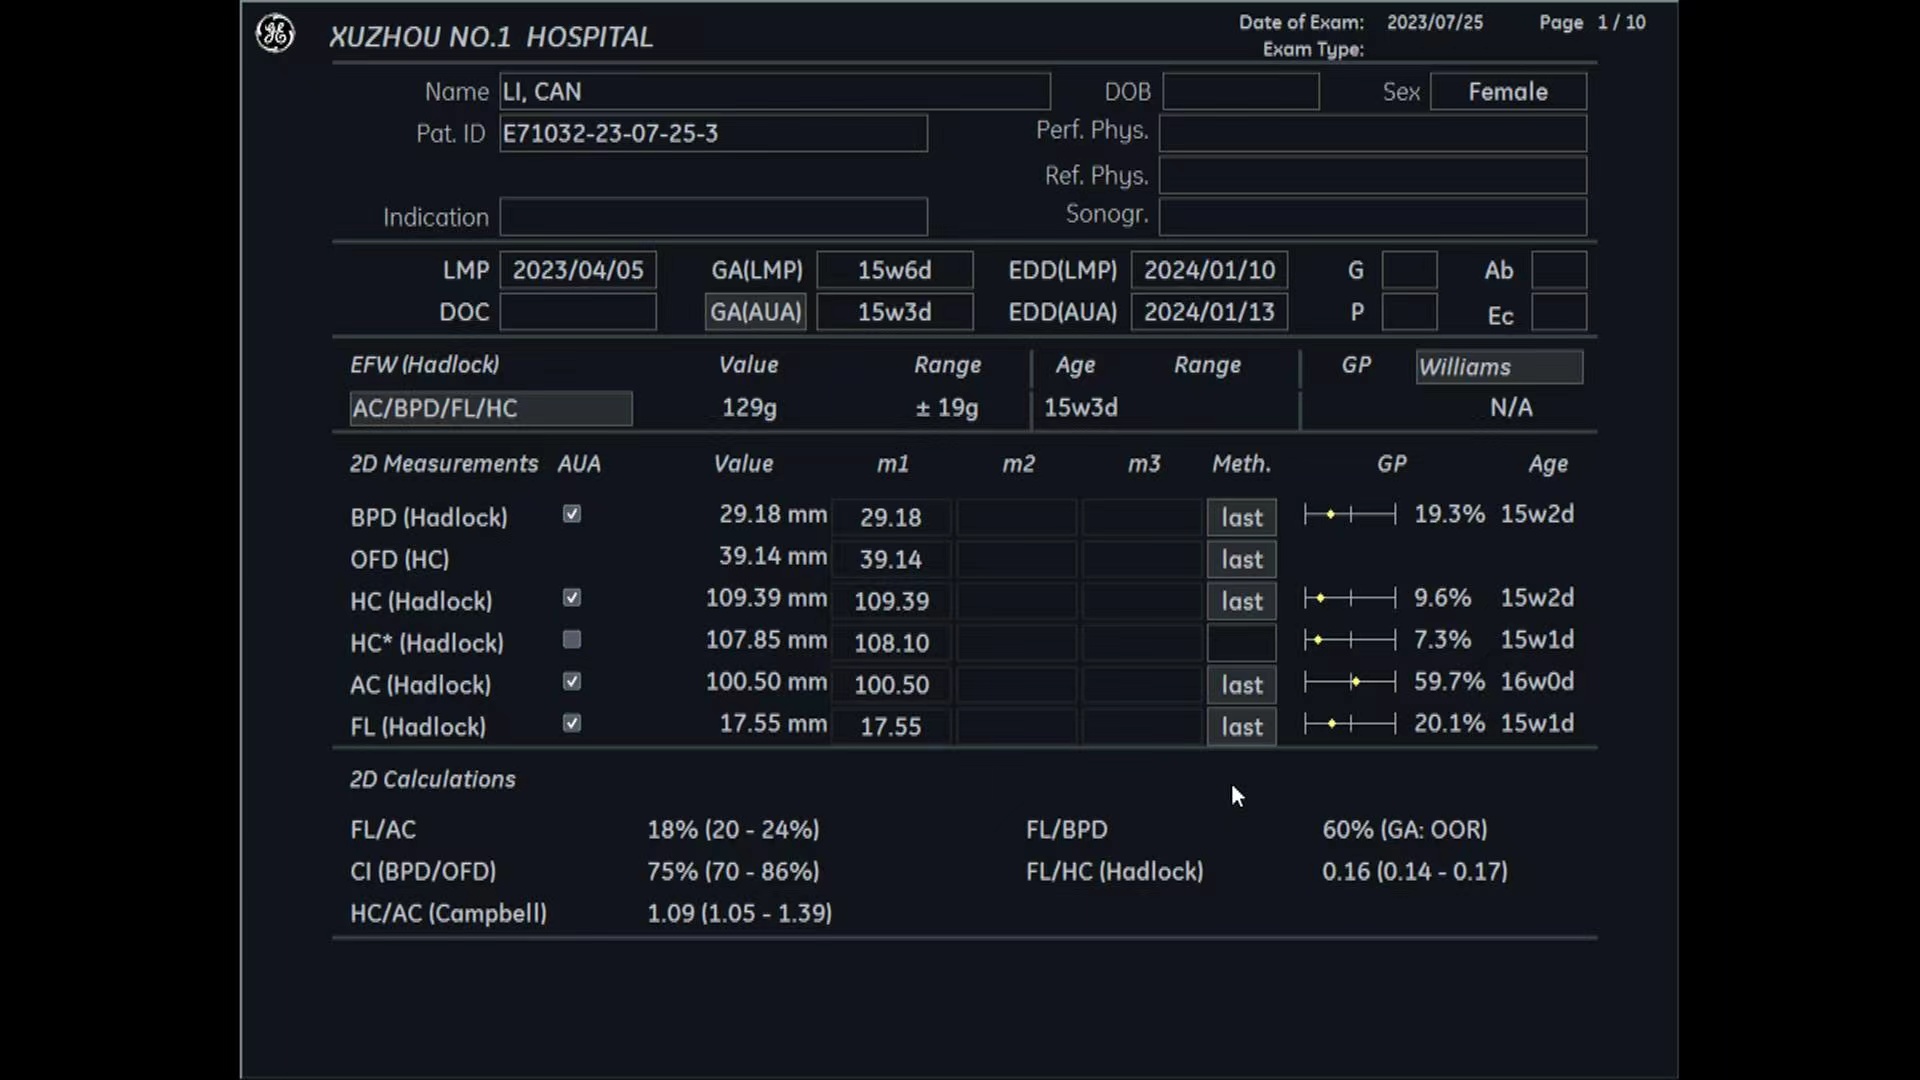 XUZHOU NO.1 HOSPITAL Date of Exam: 2023/07/25 Page 1 / 10
Exam Type:
Name LI, CAN DOB Sex Female
Pat. ID E71032-23-07-25-3 Perf. Phys.
Ref. Phys.
Indication Sonogr.
LMP 2023/04/05 GA(LMP) 15w6d EDD(LMP) 2024/01/10 G Ab
DOC GA(AUA) 15w3d EDD(AUA) 2024/01/13 P Ec
EFW (Hadlock) Value Range Age Range GP Williams
AC/BPD/FL/HC 129g ± 19g 15w3d N/A
2D Measurements AUA Value m1 m2 m3 Meth. GP Age
BPD (Hadlock) 29.18 mm 29.18 last 19.3% 15w2d
OFD (HC) 39.14 mm 39.14 last
HC (Hadlock) 109.39 mm 109.39 last 9.6% 15w2d
HC* (Hadlock) 107.85 mm 108.10 7.3% 15w1d
AC (Hadlock) 100.50 mm 100.50 last 59.7% 16w0d
FL (Hadlock) 17.55 mm 17.55 last 20.1% 15w1d
2D Calculations
FL/AC 18% (20 - 24%) FL/BPD 60% (GA: OOR)
CI (BPD/OFD) 75% (70 - 86%) FL/HC (Hadlock) 0.16 (0.14 - 0.17)
HC/AC (Campbell) 1.09 (1.05 - 1.39)